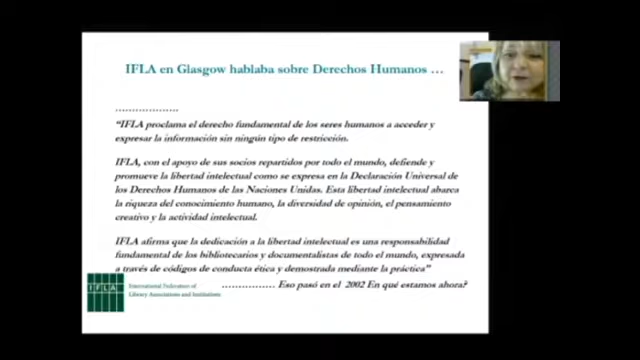 IFLA en Glasgow hablaba sobre Derechos Humanos …
………………
“IFLA proclama el derecho fundamental de los seres humanos a acceder y
expresar la información sin ningún tipo de restricción.
IFLA, con el apoyo de sus socios repartidos por todo el mundo, defiende y
promueve la libertad intelectual como se expresa en la Declaración Universal de
los Derechos Humanos de las Naciones Unidas. Esta libertad intelectual abarca
la riqueza del conocimiento humano, la diversidad de opinión, el pensamiento
creativo y la actividad intelectual.
IFLA afirma que la dedicación a la libertad intelectual es una responsabilidad
fundamental de los bibliotecarios y documentalistas de todo el mundo, expresada
a través de códigos de conducta ética y demostrada mediante la práctica”
…………… Eso pasó en el 2002 En qué estamos ahora?
IFLA
International Federation of
Library Associations and Institutions